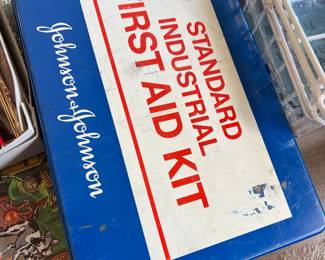 Johnson & Johnson
STANDARD
INDUSTRIAL
FIRST AID KIT